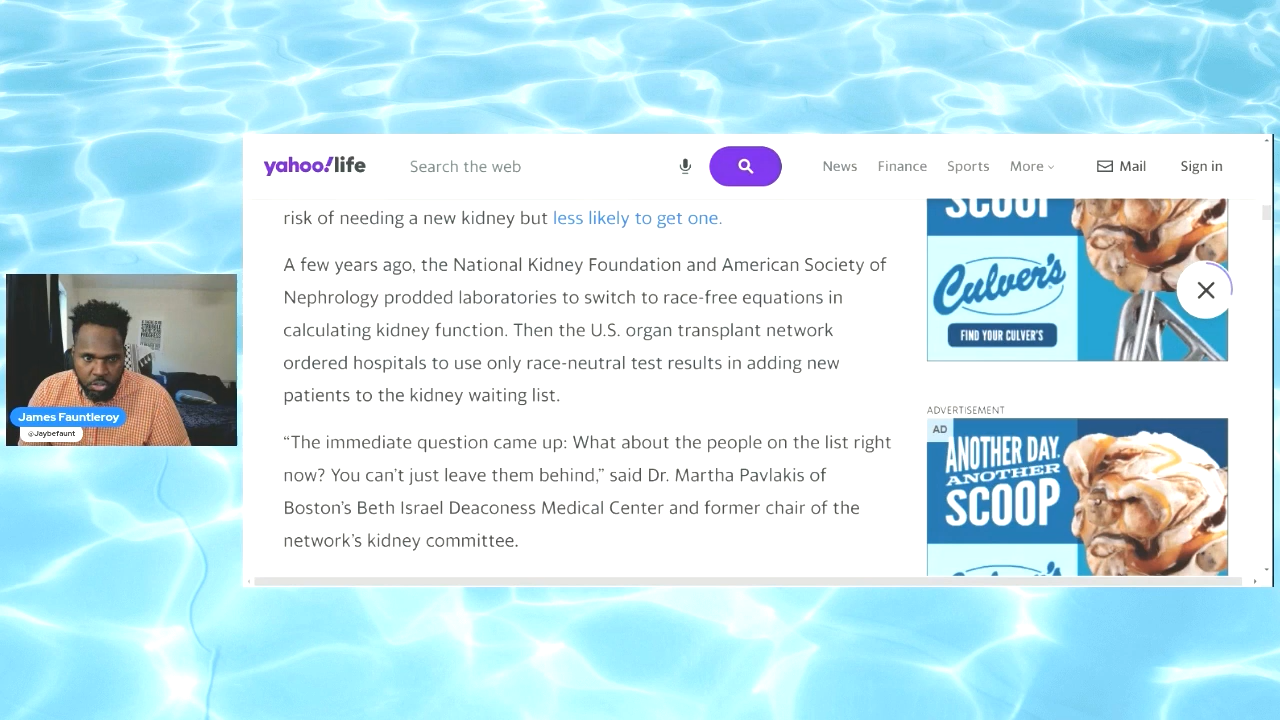 yahoo!life
Search the web
News
Finance
Sports
More
Mail
Sign in
risk of needing a new kidney but less likely to get one.
A few years ago, the National Kidney Foundation and American Society of
Nephrology prodded laboratories to switch to race-free equations in
calculating kidney function. Then the U.S. organ transplant network
ordered hospitals to use only race-neutral test results in adding new
patients to the kidney waiting list.
“The immediate question came up: What about the people on the list right
now? You can’t just leave them behind,” said Dr. Martha Pavlakis of
Boston’s Beth Israel Deaconess Medical Center and former chair of the
network’s kidney committee.
SCOOP
Culver's
FIND YOUR CULVER'S
ADVERTISEMENT
AD
ANOTHER DAY.
ANOTHER
SCOOP
Culver's
James Fauntleroy
@Jaybefaunt